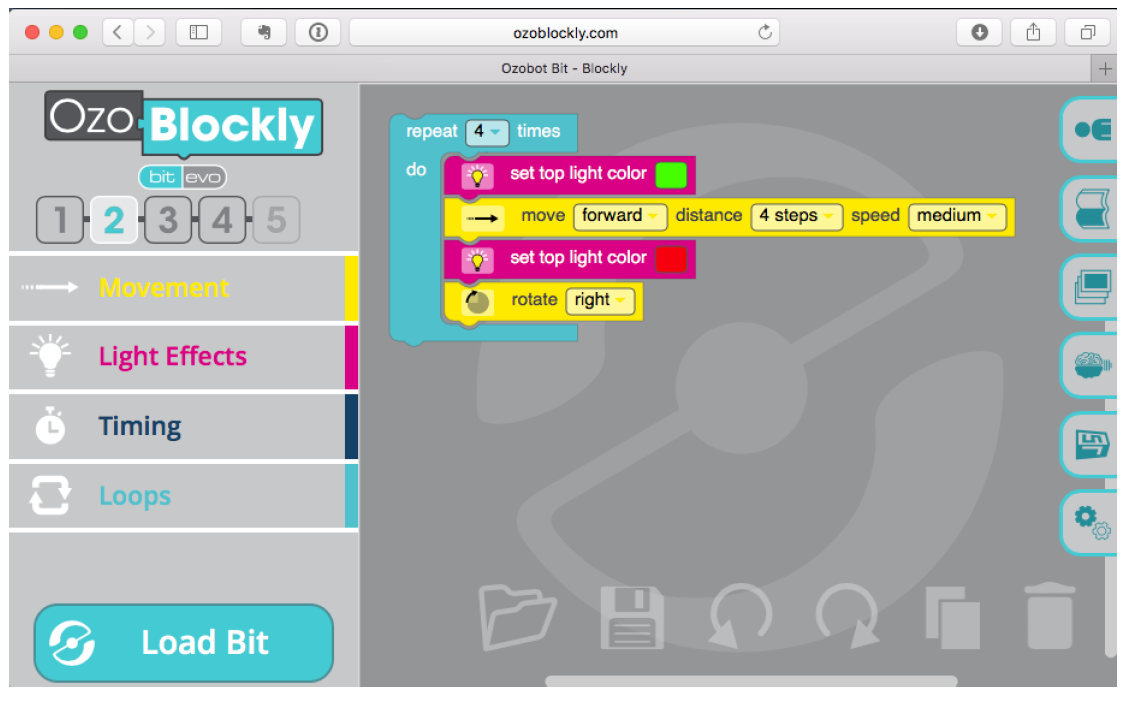 ozoblockly.com
Ozobot Bit - Blockly
Ozo Blockly
bit evo
1 2 3 4 5
Movement
Light Effects
Timing
Loops
Load Bit
repeat 4 times
do
set top light color
move forward distance 4 steps speed medium
set top light color
rotate right